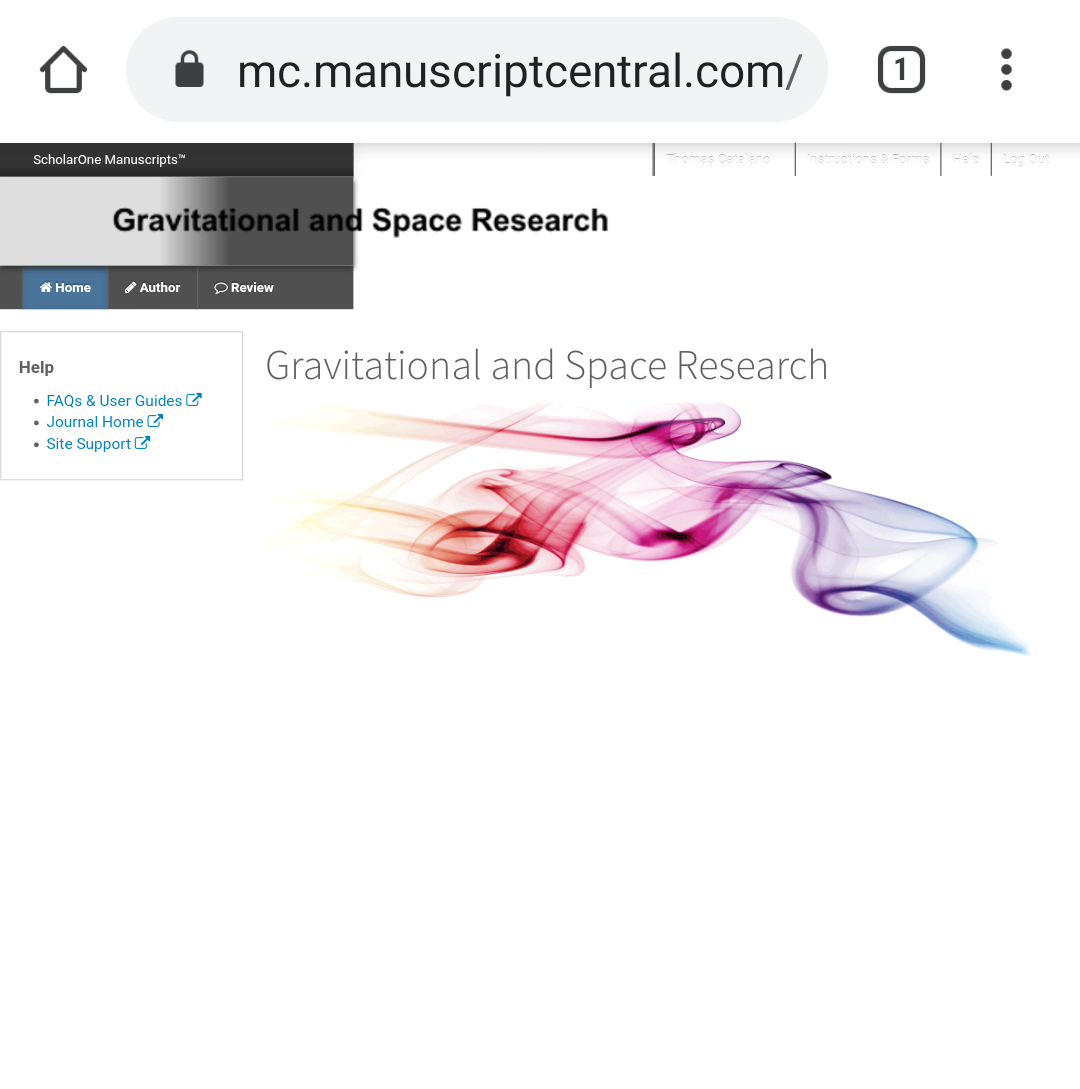 mc.manuscriptcentral.com/
1
ScholarOne Manuscripts™
Thomas Catalano
Instructions & Forms
Help
Log Out
Gravitational and Space Research
Home
Author
Review
Help
FAQs & User Guides
Journal Home
Site Support
Gravitational and Space Research